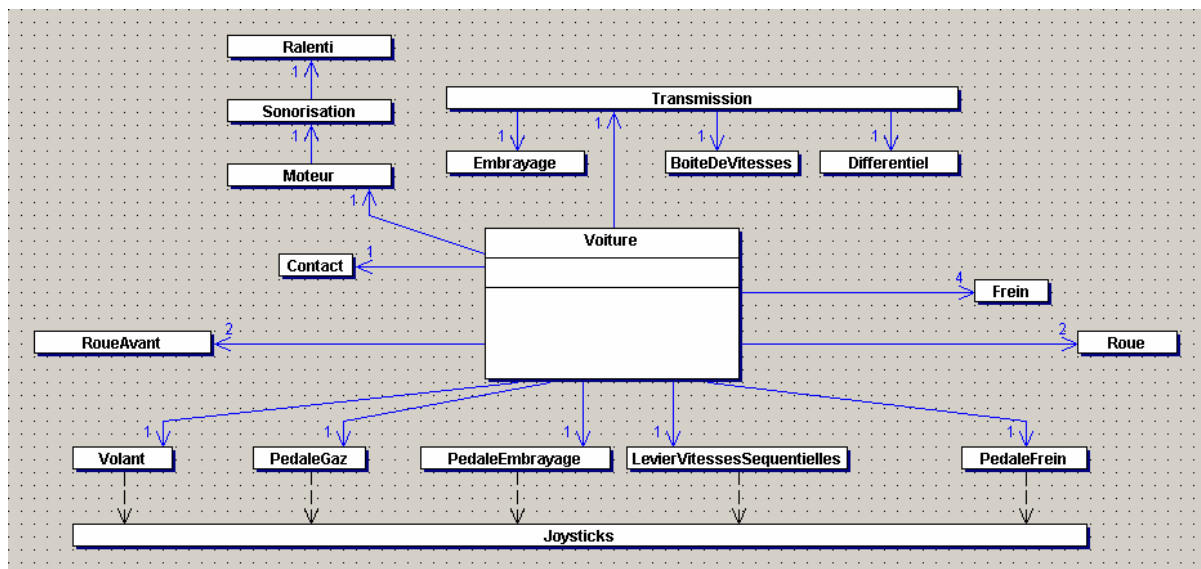 Ralenti
1
Sonorisation
Transmission
1
1
1
1
1
Embrayage
BoiteDeVitesses
Differentiel
Moteur
1
Voiture
1
Contact
4
Frein
2
2
RoueAvant
Roue
1
1
1
1
1
Volant
PedaleGaz
PedaleEmbrayage
LevierVitessesSequentielles
PedaleFrein
Joysticks